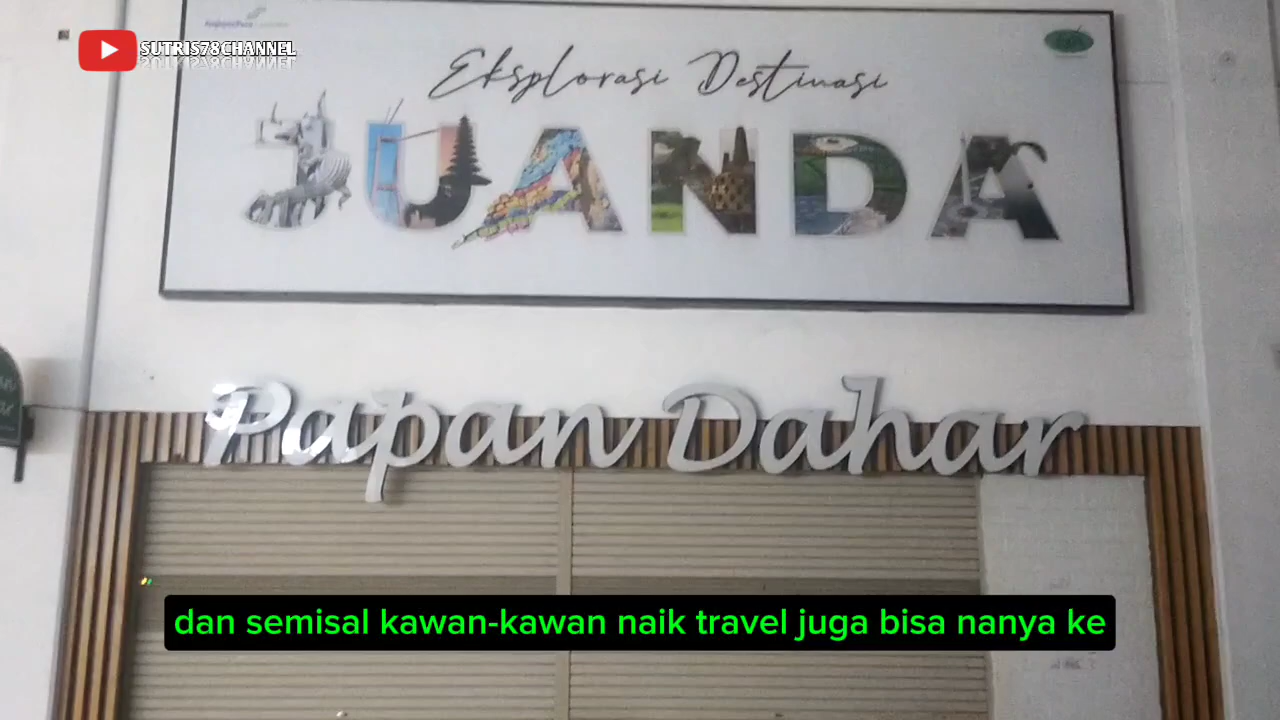 SUTRIS78CHANNEL
Eksplorasi Destinasi
JUANDA
Papan Dahar
dan semisal kawan-kawan naik travel juga bisa nanya ke